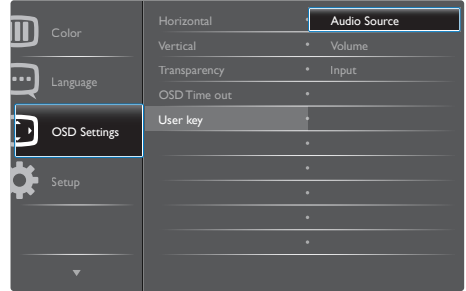 Color
Language
OSD Settings
Setup
Horizontal
Vertical
Transparency
OSD Time out
User key
Audio Source
Volume
Input